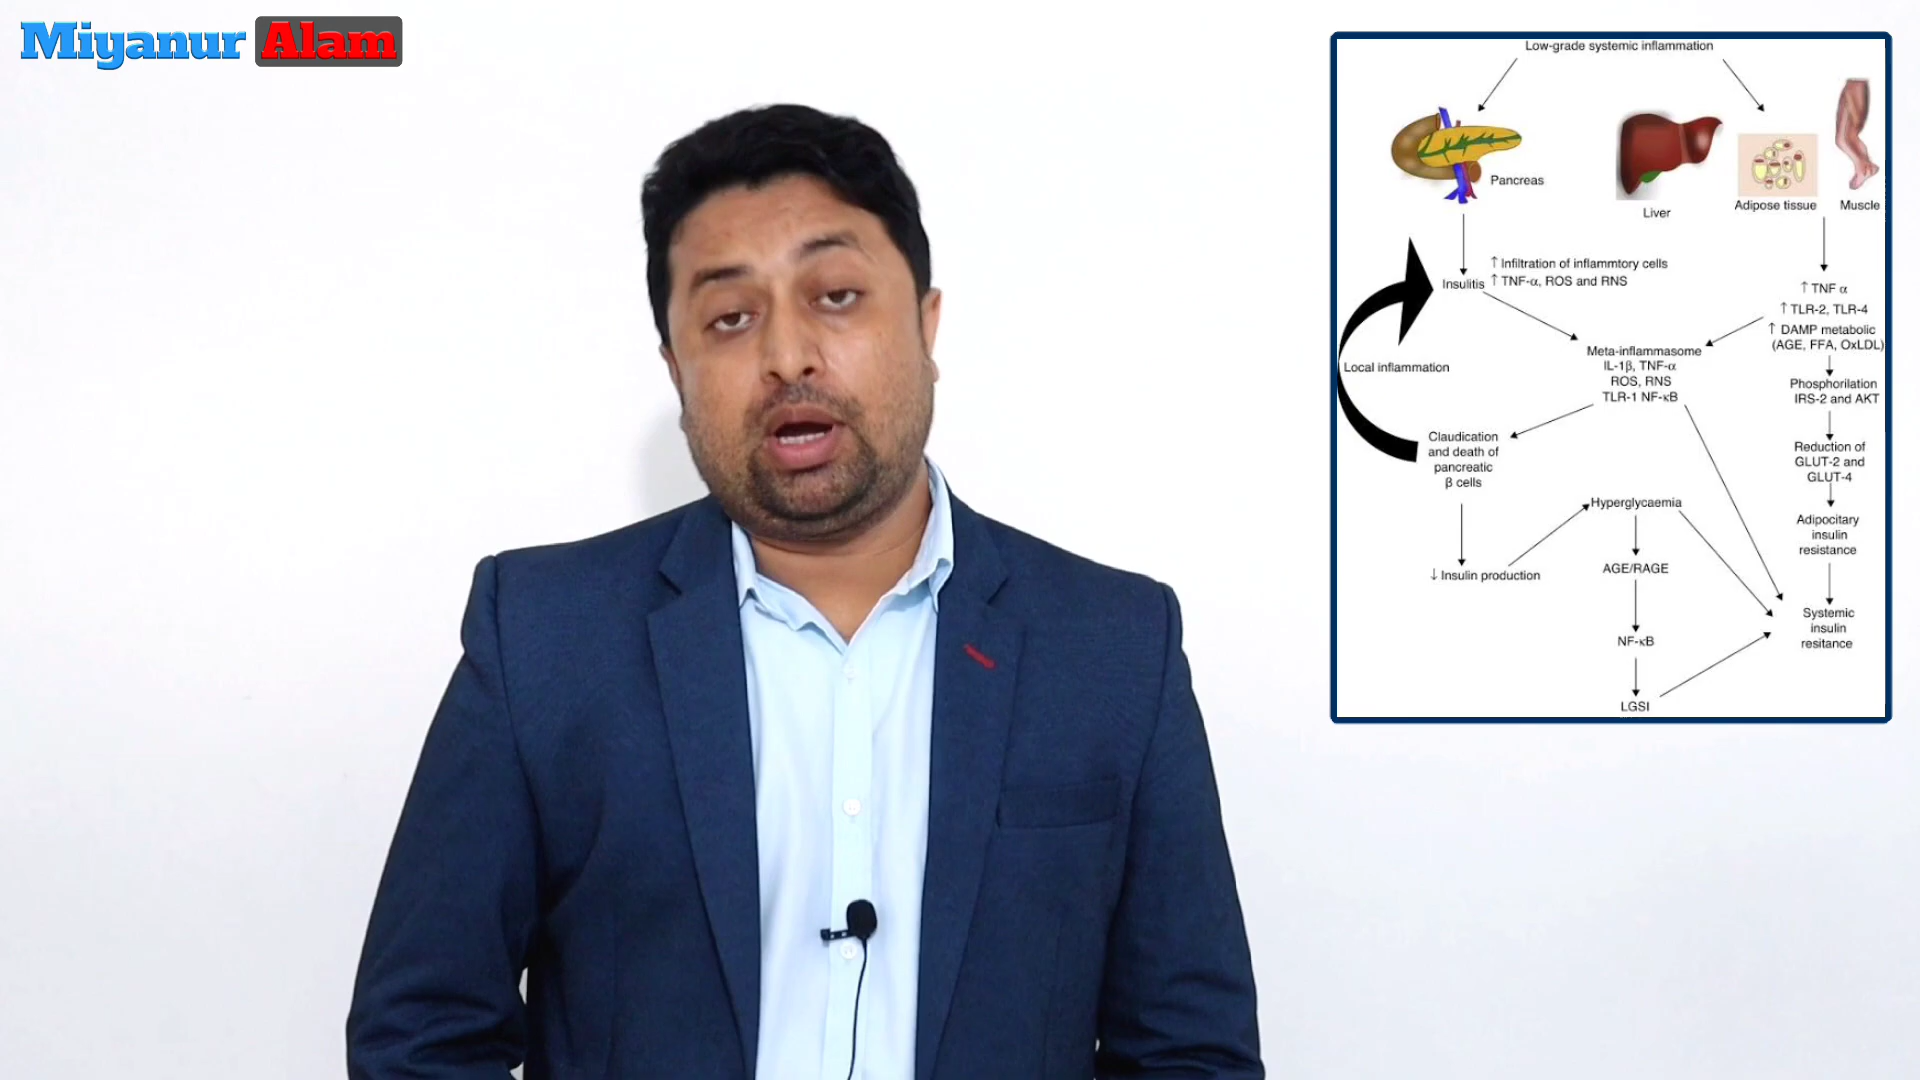 Miyanur Alam
Low-grade systemic inflammation
Pancreas
Liver
Adipose tissue
Muscle
↑ Infiltration of inflammtory cells
Insulitis ↑ TNF-α, ROS and RNS
↑ TNF α
↑ TLR-2, TLR-4
↑ DAMP metabolic
(AGE, FFA, OxLDL)
Meta-inflammasome
IL-1β, TNF-α
ROS, RNS
TLR-1 NF-κB
Local inflammation
Phosphorilation
IRS-2 and AKT
Claudication
and death of
pancreatic
β cells
Reduction of
GLUT-2 and
GLUT-4
Hyperglycaemia
Adipocitary
insulin
resistance
↓ Insulin production
AGE/RAGE
Systemic
insulin
resitance
NF-κB
LGSI